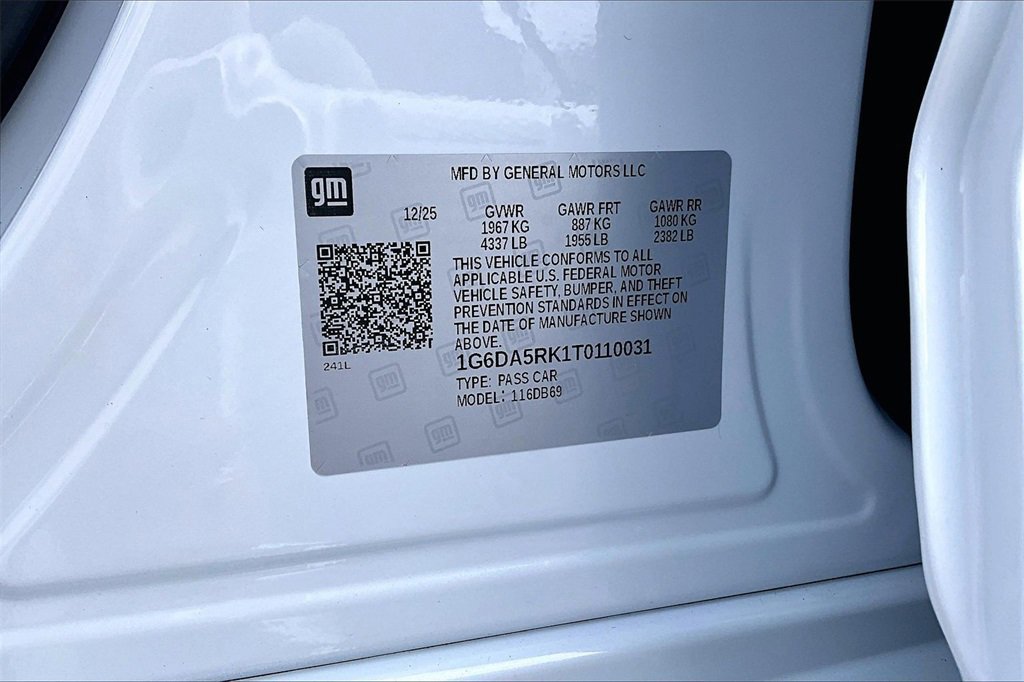 gm
MFD BY GENERAL MOTORS LLC
12/25 GVWR GAWR FRT GAWR RR
1967 KG 887 KG 1080 KG
4337 LB 1955 LB 2382 LB
THIS VEHICLE CONFORMS TO ALL
APPLICABLE U.S. FEDERAL MOTOR
VEHICLE SAFETY, BUMPER, AND THEFT
PREVENTION STANDARDS IN EFFECT ON
THE DATE OF MANUFACTURE SHOWN
ABOVE.
241L
1G6DA5RK1T0110031
TYPE: PASS CAR
MODEL: 116DB69